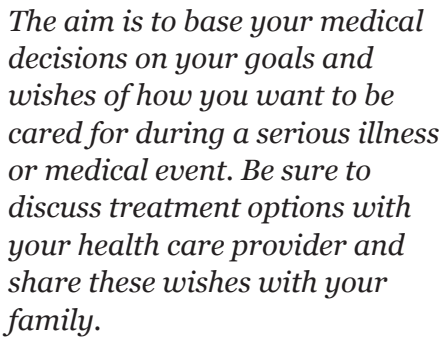 The aim is to base your medical
decisions on your goals and
wishes of how you want to be
cared for during a serious illness
or medical event. Be sure to
discuss treatment options with
your health care provider and
share these wishes with your
family.